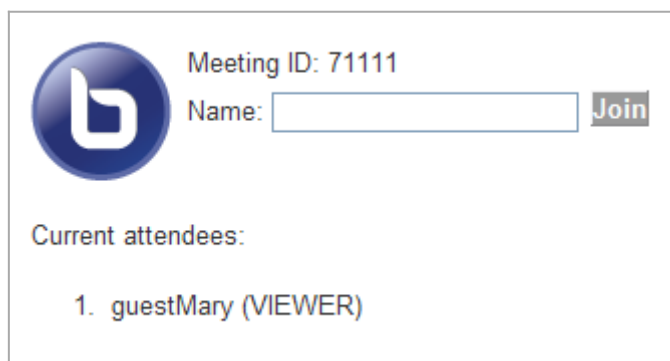 Meeting ID: 71111
Name: Join
Current attendees:
1. guestMary (VIEWER)